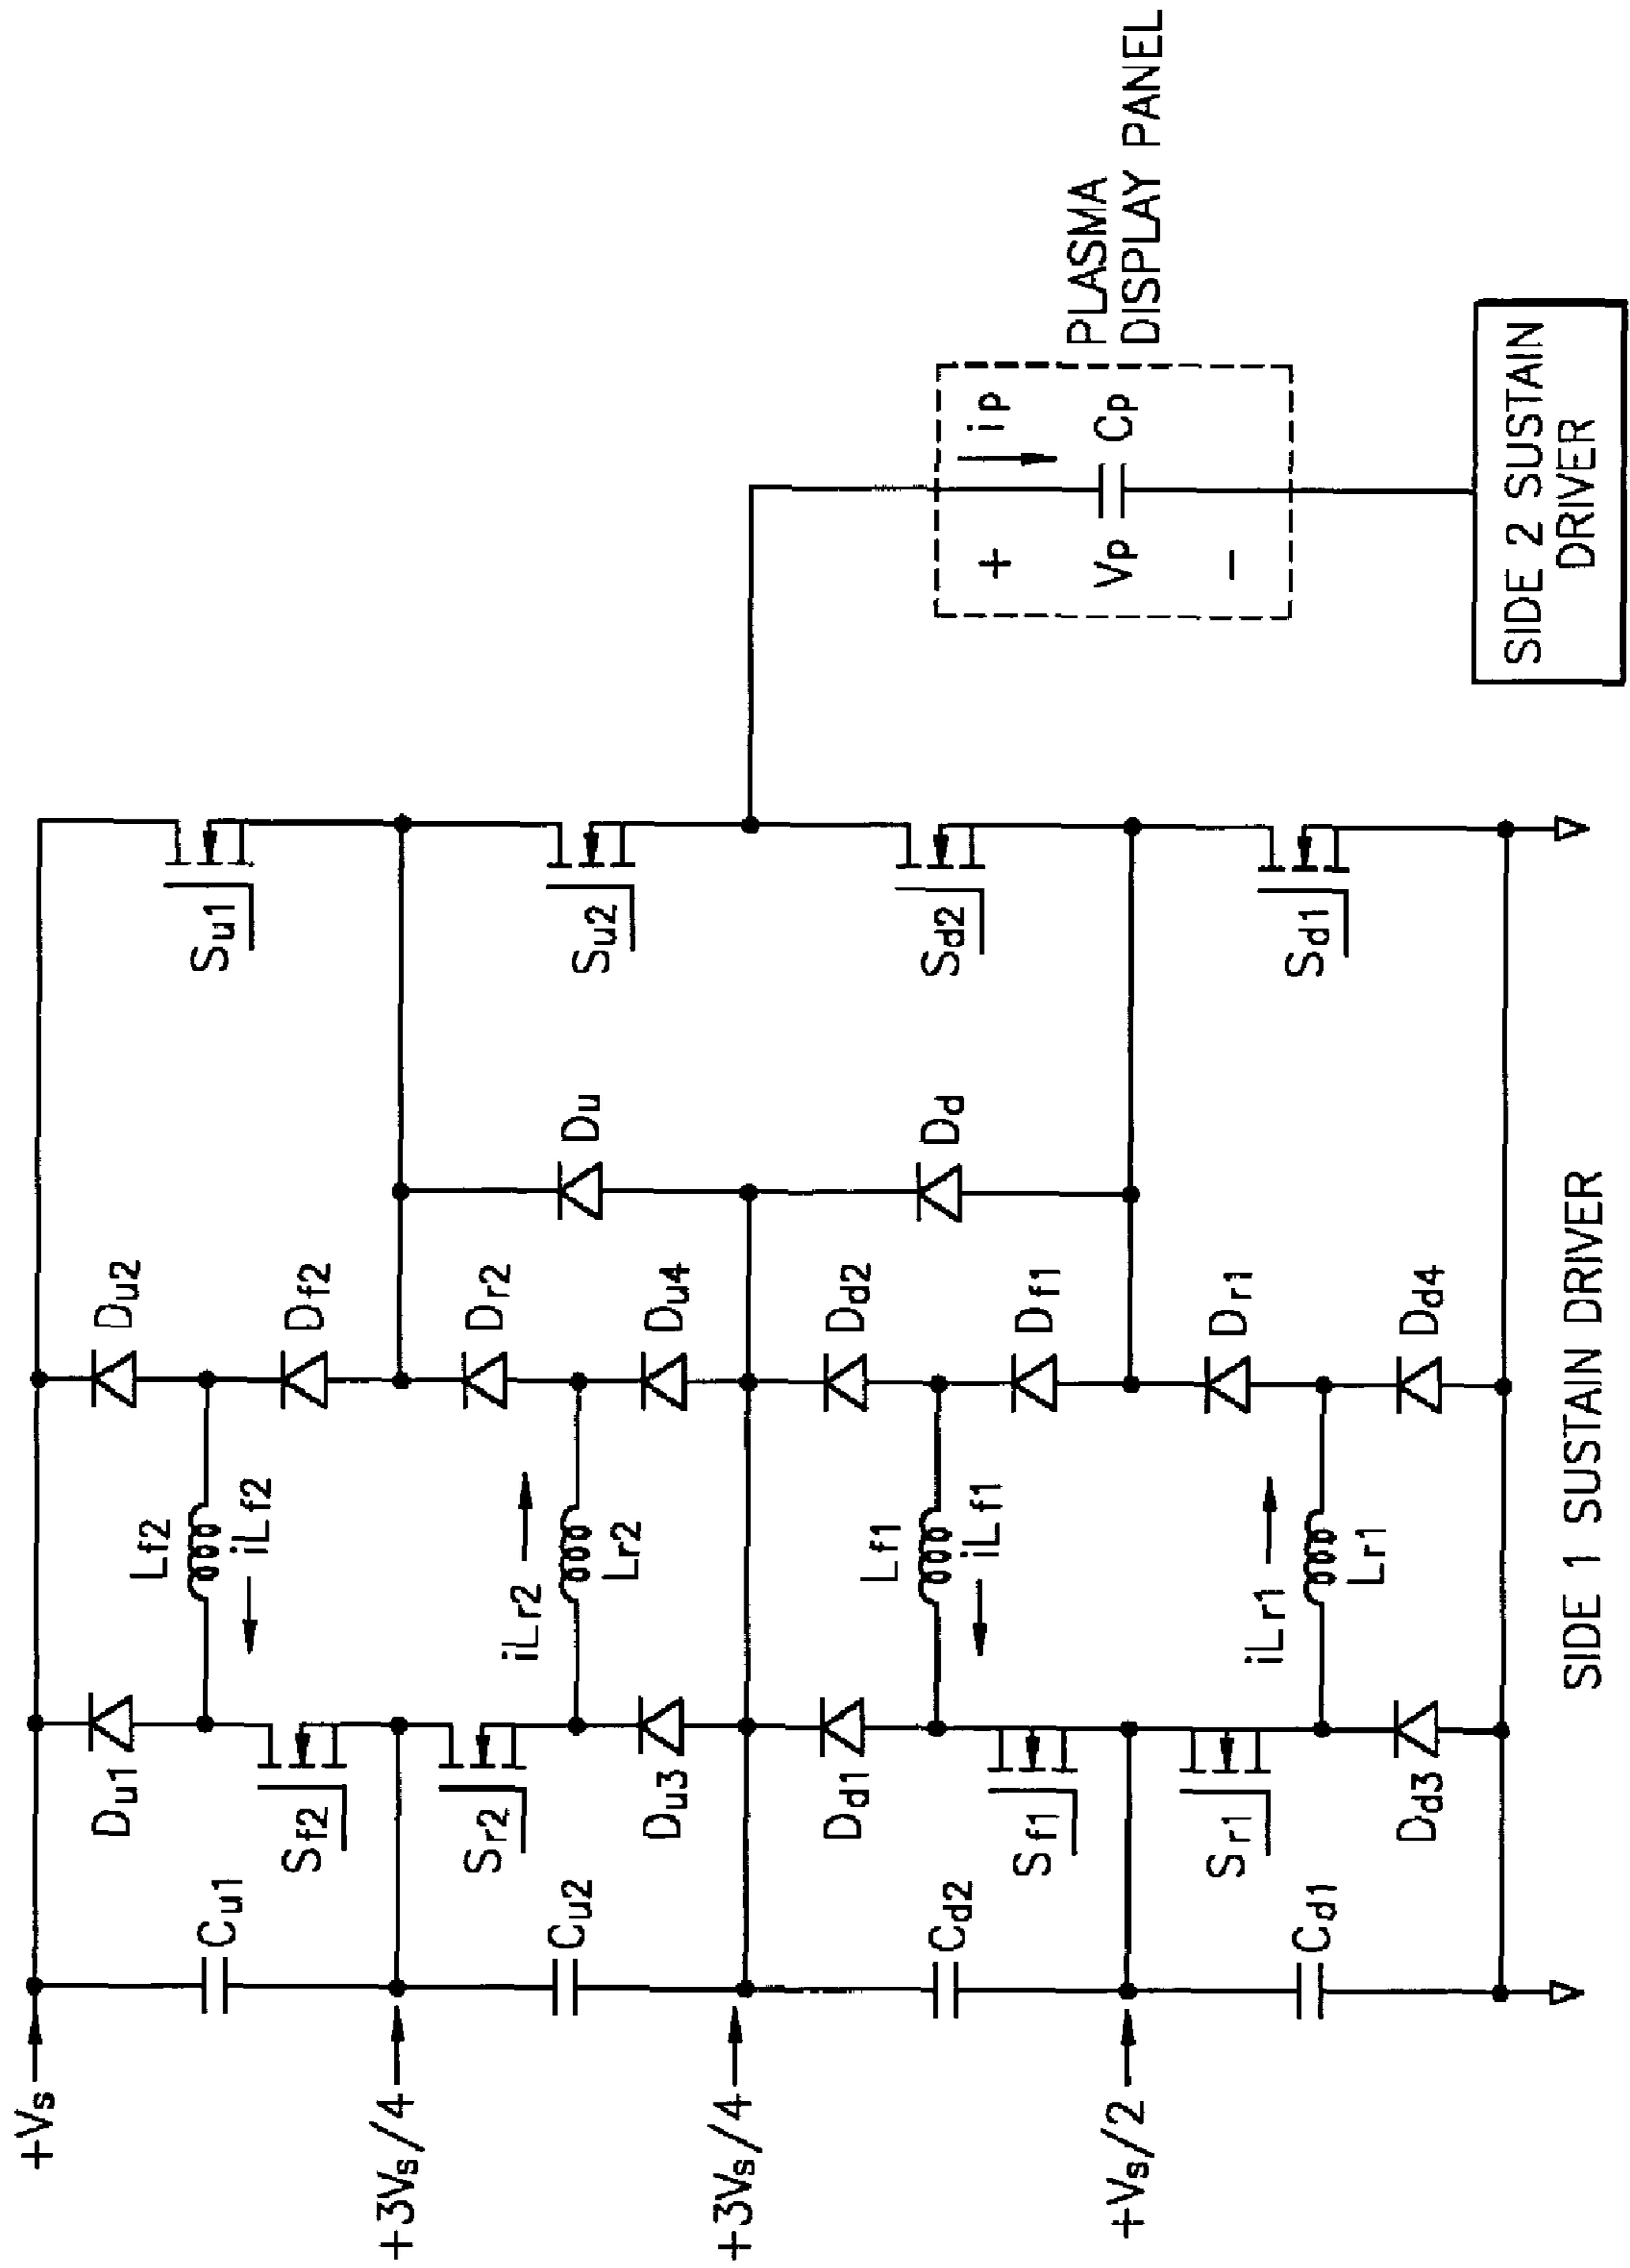 +Vs
+3Vs/4
+3Vs/4
+Vs/2
Cu1
Cu2
Cd2
Cd1
Du1
Sf2
Sr2
Du3
Dd1
Sf1
Sr1
Dd3
Lf2
iLf2
iLr2
Lr2
Lf1
iLf1
iLr1
Lr1
Du2
Df2
Dr2
Du4
Dd2
Df1
Dr1
Dd4
Du
Dd
Su1
Su2
Sd2
Sd1
SIDE 1 SUSTAIN DRIVER
PLASMA
DISPLAY PANEL
+
ip
Vp
Cp
−
SIDE 2 SUSTAIN
DRIVER